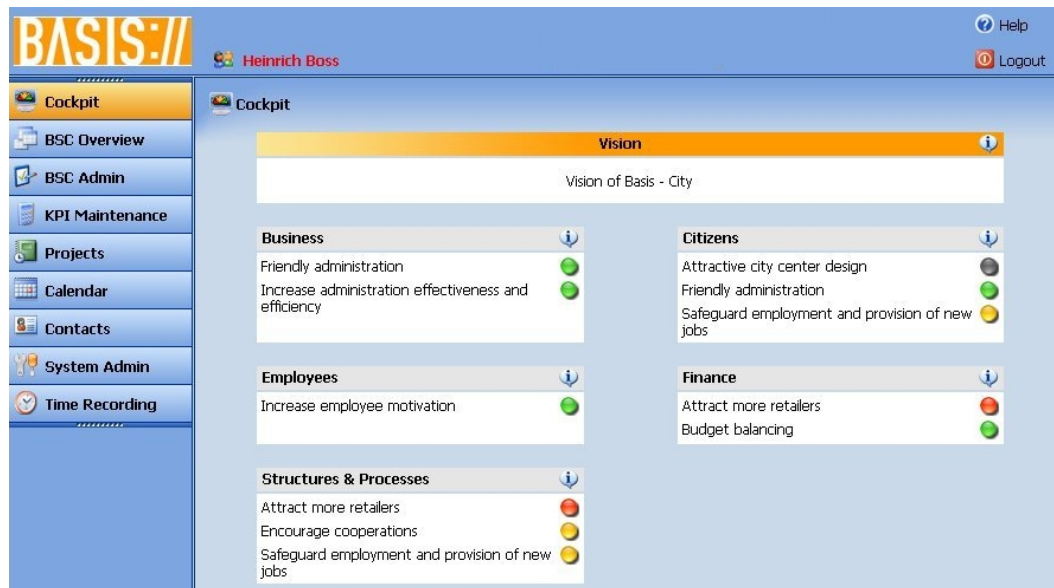 BASIS://
Heinrich Boss
Help
Logout
Cockpit
BSC Overview
BSC Admin
KPI Maintenance
Projects
Calendar
Contacts
System Admin
Time Recording
Cockpit
Vision
Vision of Basis - City
Business
Friendly administration
Increase administration effectiveness and
efficiency
Citizens
Attractive city center design
Friendly administration
Safeguard employment and provision of new
jobs
Employees
Increase employee motivation
Finance
Attract more retailers
Budget balancing
Structures & Processes
Attract more retailers
Encourage cooperations
Safeguard employment and provision of new
jobs